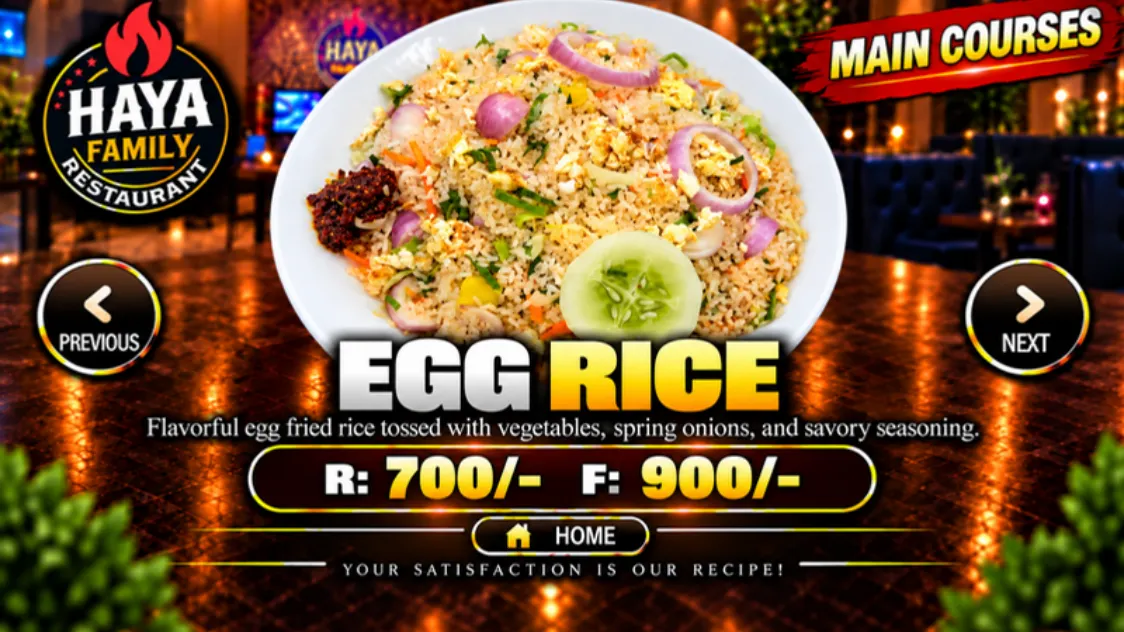 HAYA
FAMILY
RESTAURANT
HAYA
MAIN COURSES
PREVIOUS
NEXT
EGG RICE
Flavorful egg fried rice tossed with vegetables, spring onions, and savory seasoning.
R: 700/- F: 900/-
HOME
YOUR SATISFACTION IS OUR RECIPE!